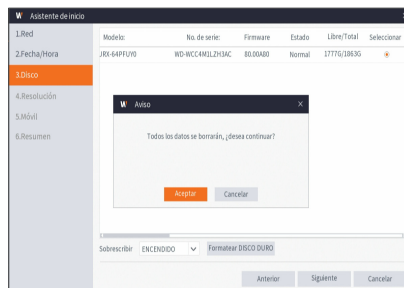 W Asistente de inicio
1.Red
2.Fecha/Hora
3.Disco
4.Resolución
5.Móvil
6.Resumen
Modelo: No. de serie: Firmware Estado Libre/Total Seleccionar
JRX-64PFUY0 WD-WCC4M1LZH3AC 80.00A80 Normal 1777G/1863G
W Aviso X
Todos los datos se borrarán, ¿desea continuar?
Aceptar Cancelar
Sobrescribir ENCENDIDO Formatear DISCO DURO
Anterior Siguiente Cancelar